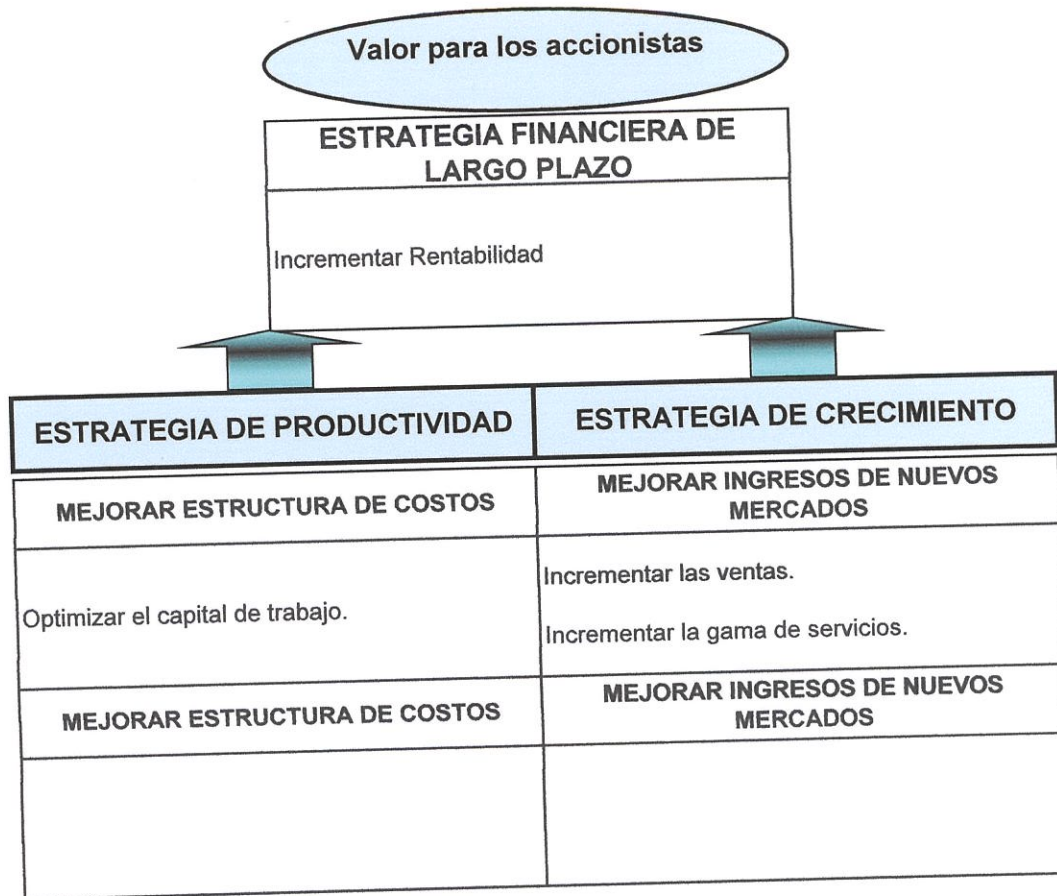 Valor para los accionistas
ESTRATEGIA FINANCIERA DE
LARGO PLAZO
Incrementar Rentabilidad
ESTRATEGIA DE PRODUCTIVIDAD
ESTRATEGIA DE CRECIMIENTO
MEJORAR ESTRUCTURA DE COSTOS
MEJORAR INGRESOS DE NUEVOS
MERCADOS
Optimizar el capital de trabajo.
Incrementar las ventas.
Incrementar la gama de servicios.
MEJORAR ESTRUCTURA DE COSTOS
MEJORAR INGRESOS DE NUEVOS
MERCADOS